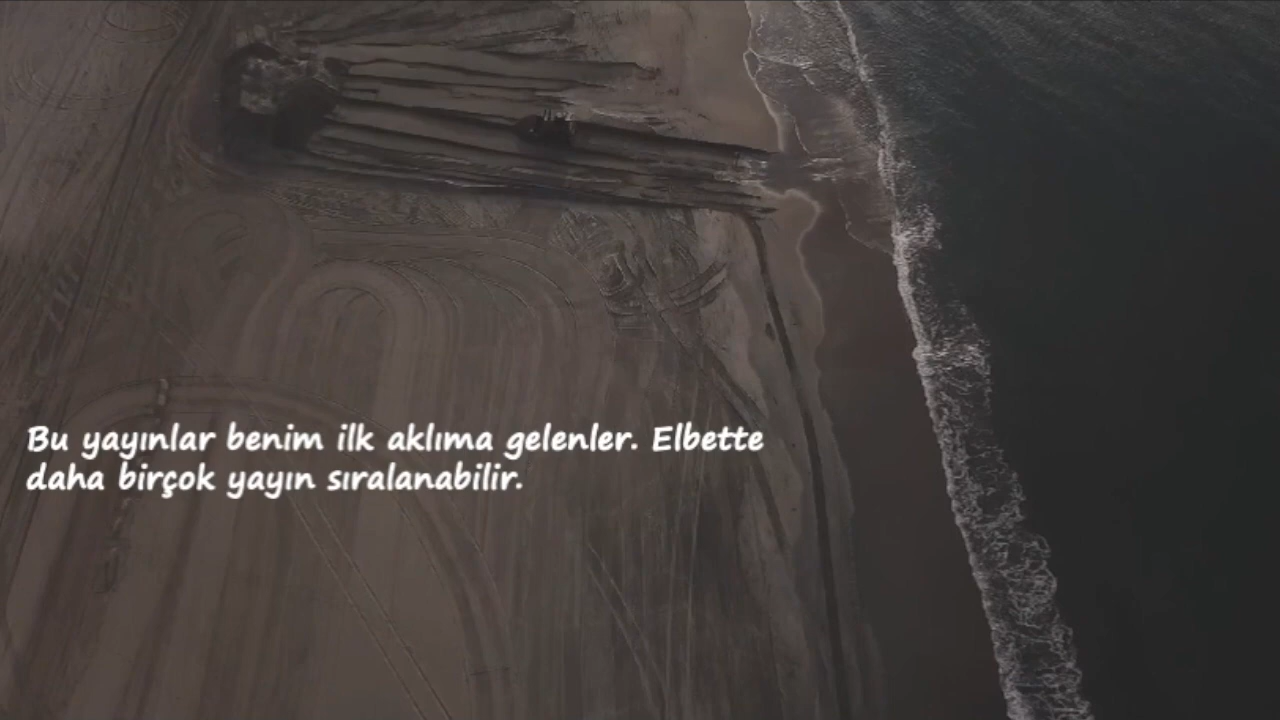 Bu yayınlar benim ilk aklıma gelenler. Elbette
daha birçok yayın sıralanabilir.